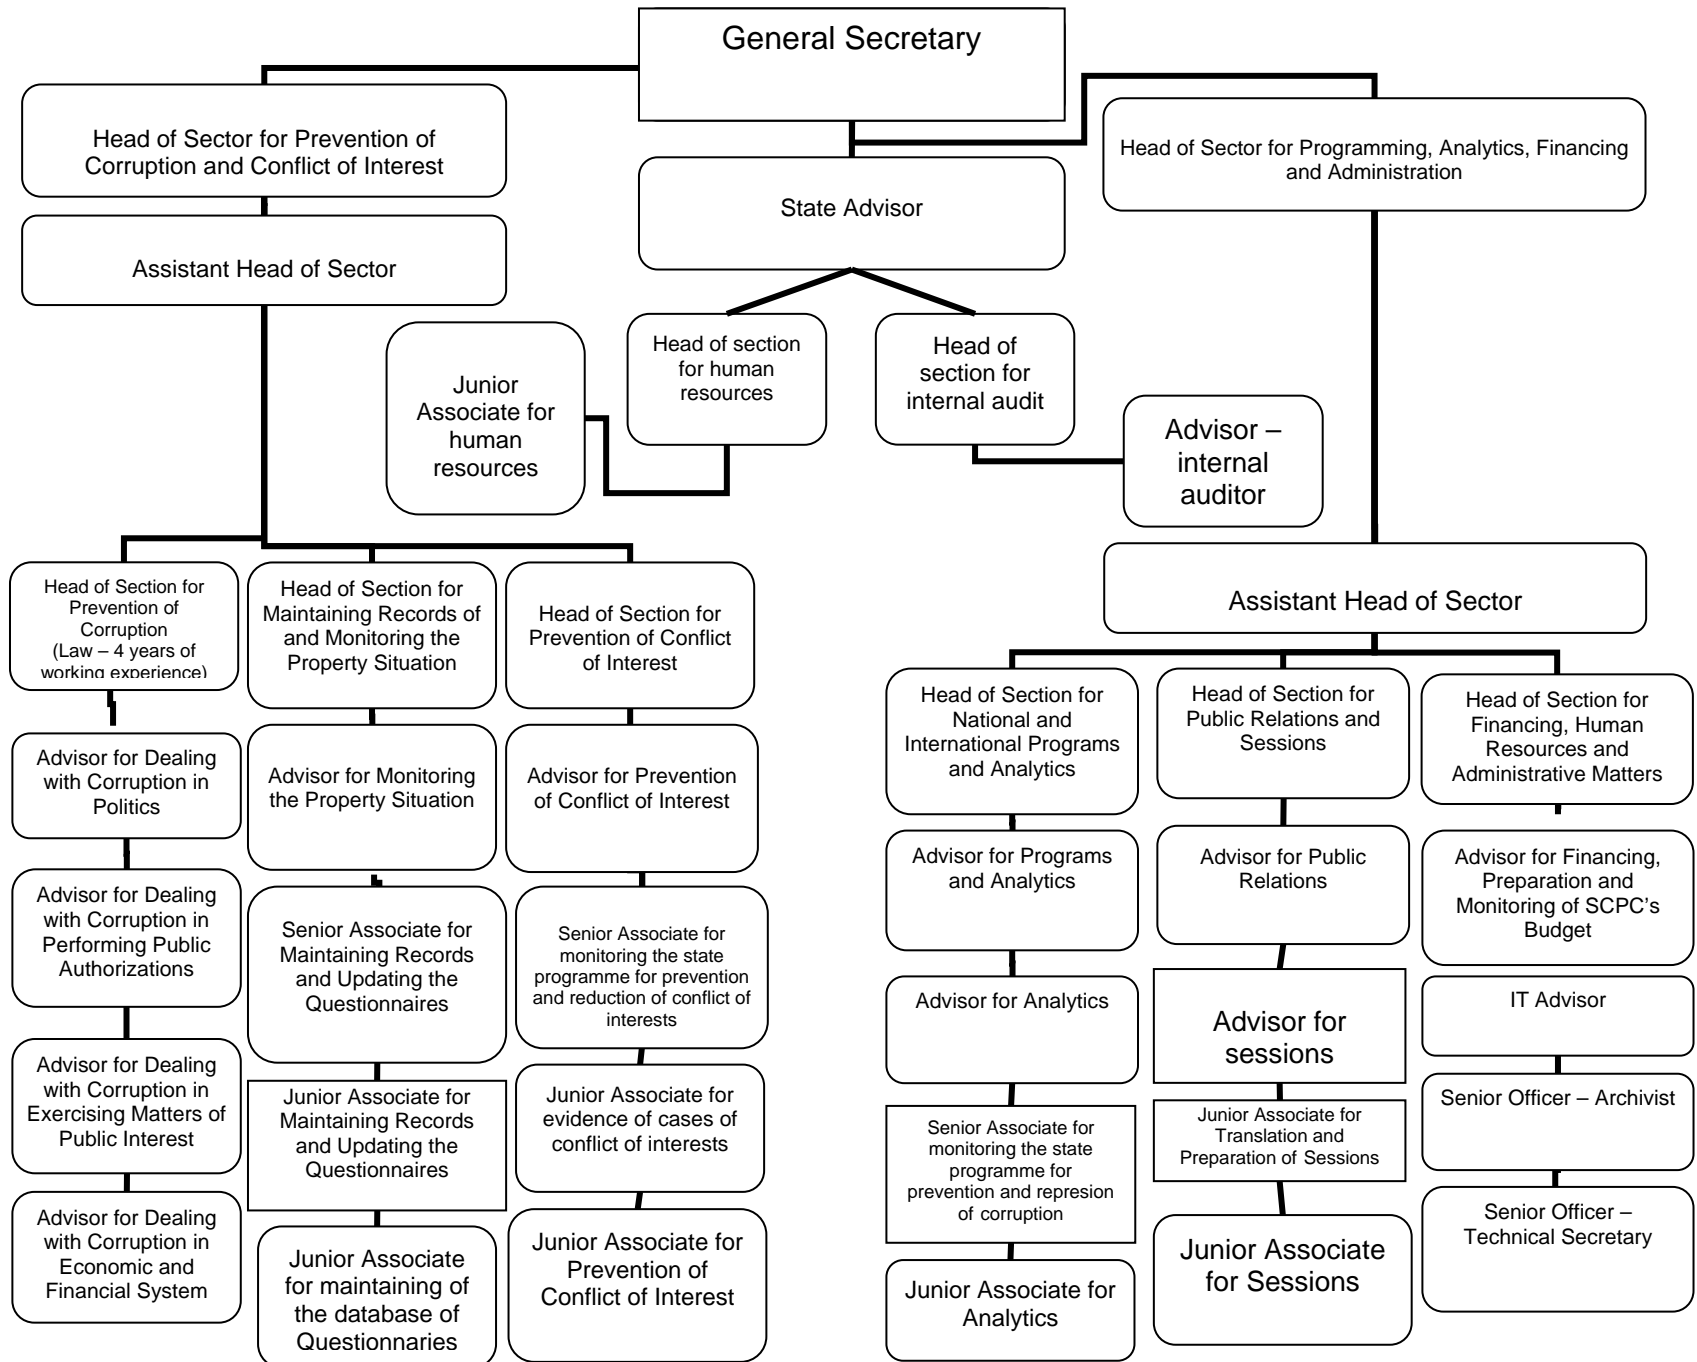 General Secretary
Head of Sector for Prevention of
Corruption and Conflict of Interest
Head of Sector for Programming, Analytics, Financing
and Administration
State Advisor
Assistant Head of Sector
Junior
Associate for
human
resources
Head of section
for human
resources
Head of
section for
internal audit
Advisor –
internal
auditor
Assistant Head of Sector
Head of Section for
Prevention of
Corruption
(Law – 4 years of
working experience)
Advisor for Dealing
with Corruption in
Politics
Advisor for Dealing
with Corruption in
Performing Public
Authorizations
Advisor for Dealing
with Corruption in
Exercising Matters of
Public Interest
Advisor for Dealing
with Corruption in
Economic and
Financial System
Head of Section for
Maintaining Records of
and Monitoring the
Property Situation
Advisor for Monitoring
the Property Situation
Senior Associate for
Maintaining Records
and Updating the
Questionnaires
Junior Associate for
Maintaining Records
and Updating the
Questionnaires
Junior Associate
for maintaining of
the database of
Questionnaries
Head of Section for
Prevention of Conflict
of Interest
Advisor for Prevention
of Conflict of Interest
Senior Associate for
monitoring the state
programme for prevention
and reduction of conflict of
interests
Junior Associate for
evidence of cases of
conflict of interests
Junior Associate for
Prevention of
Conflict of Interest
Head of Section for
National and
International Programs
and Analytics
Advisor for Programs
and Analytics
Advisor for Analytics
Senior Associate for
monitoring the state
programme for
prevention and represion
of corruption
Junior Associate for
Analytics
Head of Section for
Public Relations and
Sessions
Advisor for Public
Relations
Advisor for
sessions
Junior Associate for
Translation and
Preparation of Sessions
Junior Associate
for Sessions
Head of Section for
Financing, Human
Resources and
Administrative Matters
Advisor for Financing,
Preparation and
Monitoring of SCPC's
Budget
IT Advisor
Senior Officer – Archivist
Senior Officer –
Technical Secretary